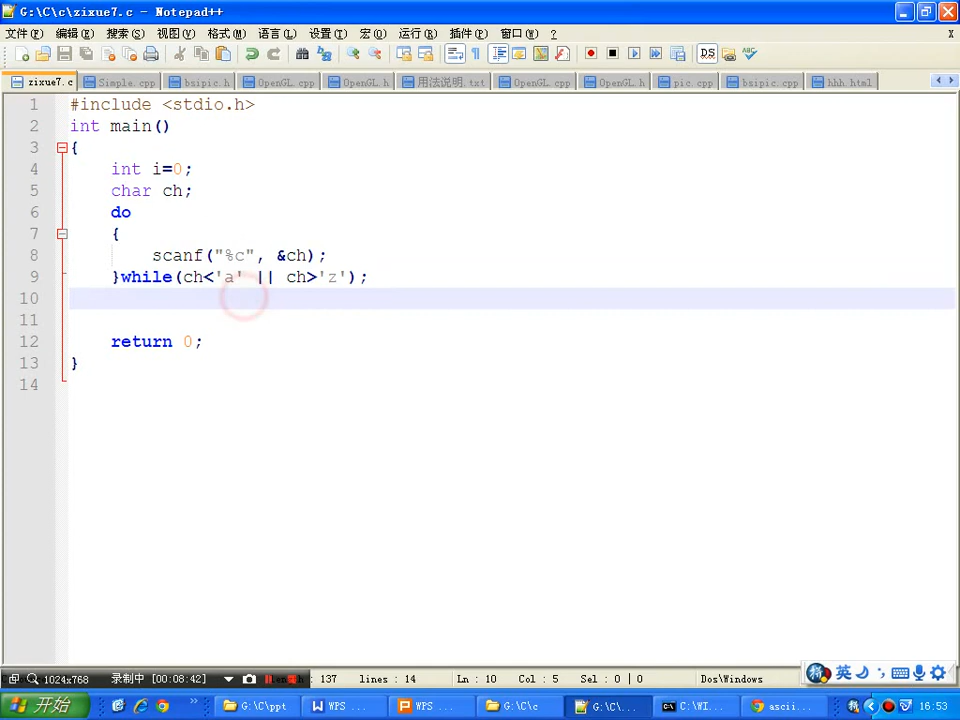 G:\C\c\zixue7.c - Notepad++
文件(F) 编辑(E) 搜索(S) 视图(V) 格式(M) 语言(L) 设置(T) 宏(O) 运行(R) 插件(P) 窗口(W) ? X
zixue7.c Simple.cpp bsipic.h OpenGL.cpp OpenGL.h 用法说明.txt OpenGL.cpp OpenGL.h pic.cpp bsipic.cpp hhh.html
1 #include <stdio.h>
2 int main()
3 {
4 int i=0;
5 char ch;
6 do
7 {
8 scanf("%c", &ch);
9 }while(ch<'a' || ch>'z');
10
11
12 return 0;
13 }
14
1024x768 录制中 [00:08:42] length : 137 lines : 14 Ln : 10 Col : 5 Sel : 0 | 0 Dos\Windows 英
开始 G:\C\ppt WPS ... WPS ... G:\C\c G:\C\... C:\WI... ascii... 16:53